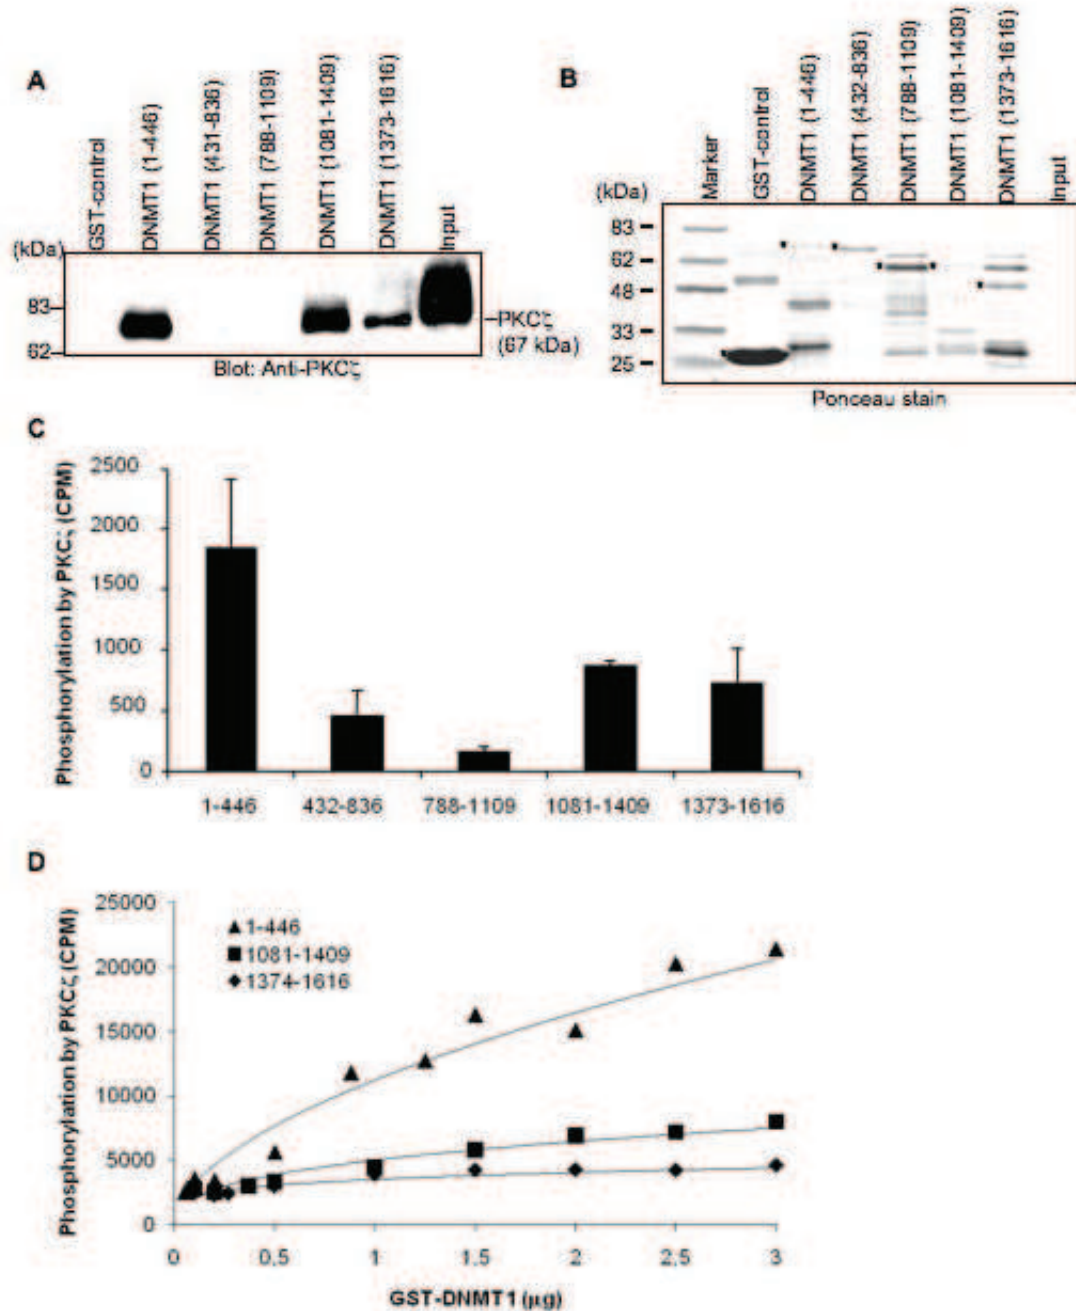 A
GST-control
DNMT1 (1-446)
DNMT1 (431-836)
DNMT1 (788-1109)
DNMT1 (1081-1409)
DNMT1 (1373-1616)
Input
(kDa)
83
62
PKCζ
(67 kDa)
Blot: Anti-PKCζ
B
Marker
GST-control
DNMT1 (1-446)
DNMT1 (432-836)
DNMT1 (788-1109)
DNMT1 (1081-1409)
DNMT1 (1373-1616)
Input
(kDa)
83
62
48
33
25
Ponceau stain
C
Phosphorylation by PKCζ (CPM)
2500
2000
1500
1000
500
0
1-446 432-836 788-1109 1081-1409 1373-1616
D
Phosphorylation by PKCζ (CPM)
25000
20000
15000
10000
5000
0
1-446
1081-1409
1374-1616
0 0.5 1 1.5 2 2.5 3
GST-DNMT1 (µg)